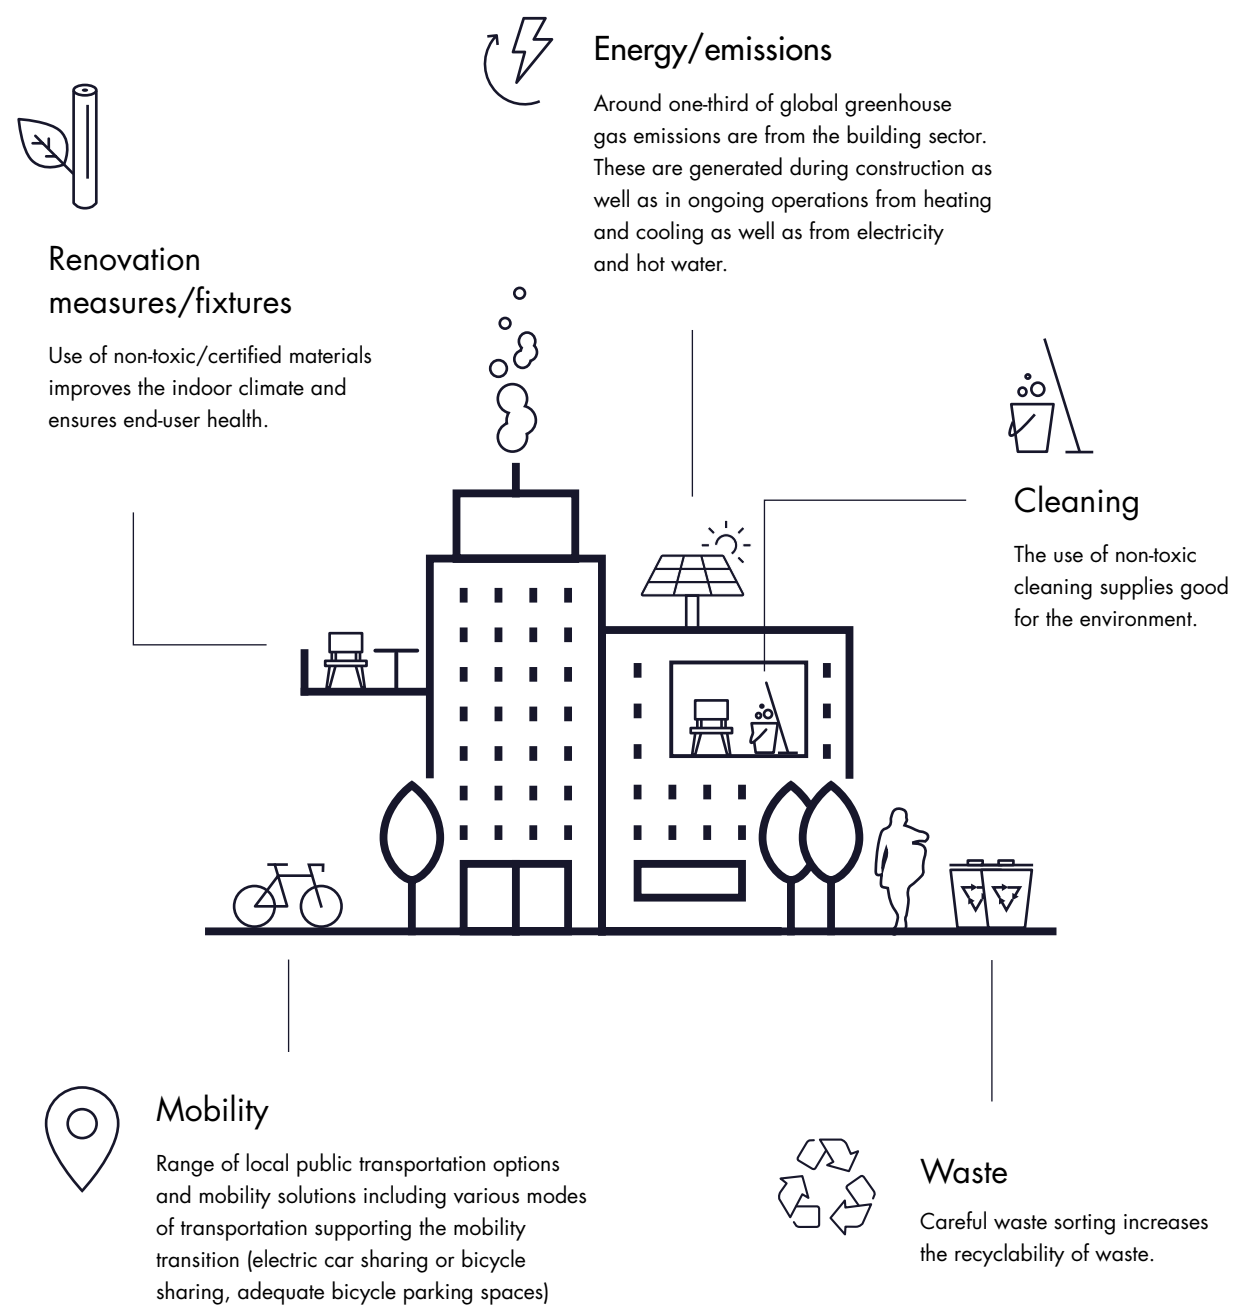 Energy/emissions
Around one-third of global greenhouse
gas emissions are from the building sector.
These are generated during construction as
well as in ongoing operations from heating
and cooling as well as from electricity
and hot water.
Renovation
measures/fixtures
Use of non-toxic/certified materials
improves the indoor climate and
ensures end-user health.
Cleaning
The use of non-toxic
cleaning supplies good
for the environment.
Mobility
Range of local public transportation options
and mobility solutions including various modes
of transportation supporting the mobility
transition (electric car sharing or bicycle
sharing, adequate bicycle parking spaces)
Waste
Careful waste sorting increases
the recyclability of waste.